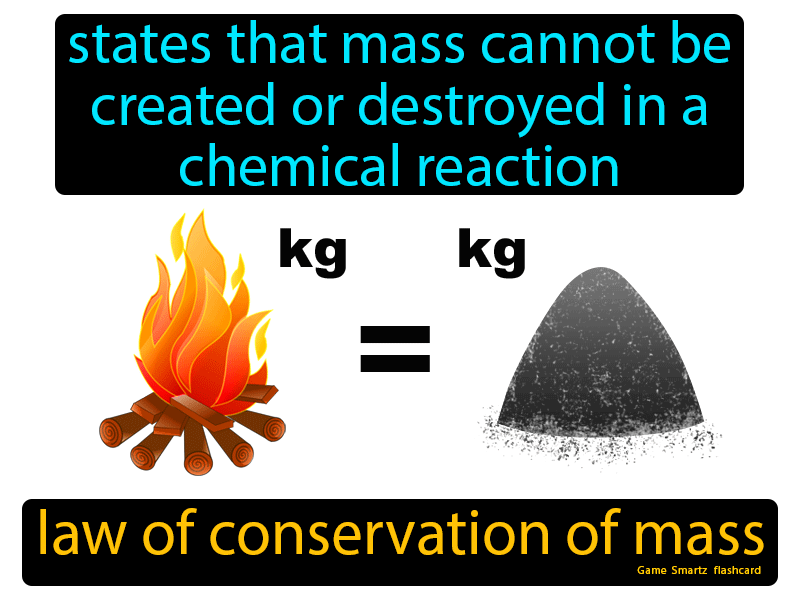 states that mass cannot be
created or destroyed in a
chemical reaction
kg kg
=
law of conservation of mass
Game Smartz flashcard